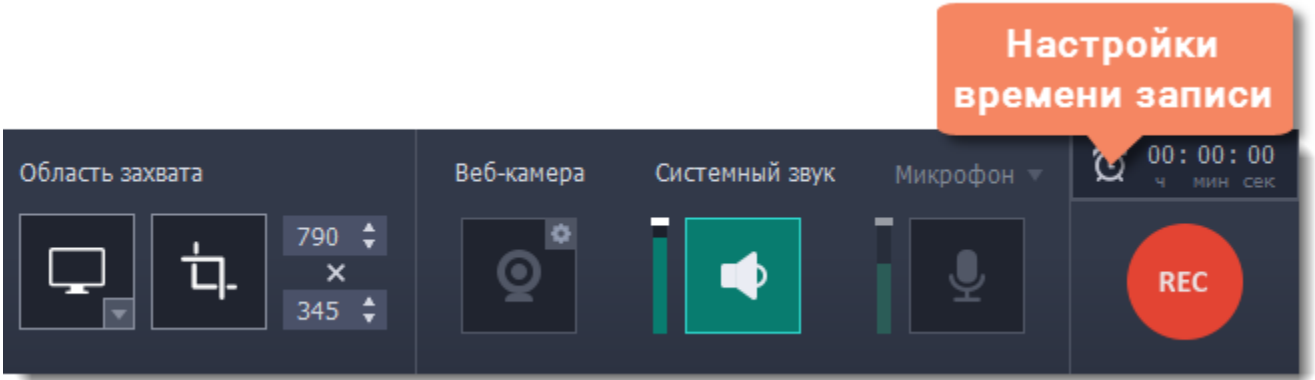 Настройки
времени записи
Область захвата
Веб-камера
Системный звук
Микрофон
00 : 00 : 00
ч мин сек
790
×
345
REC